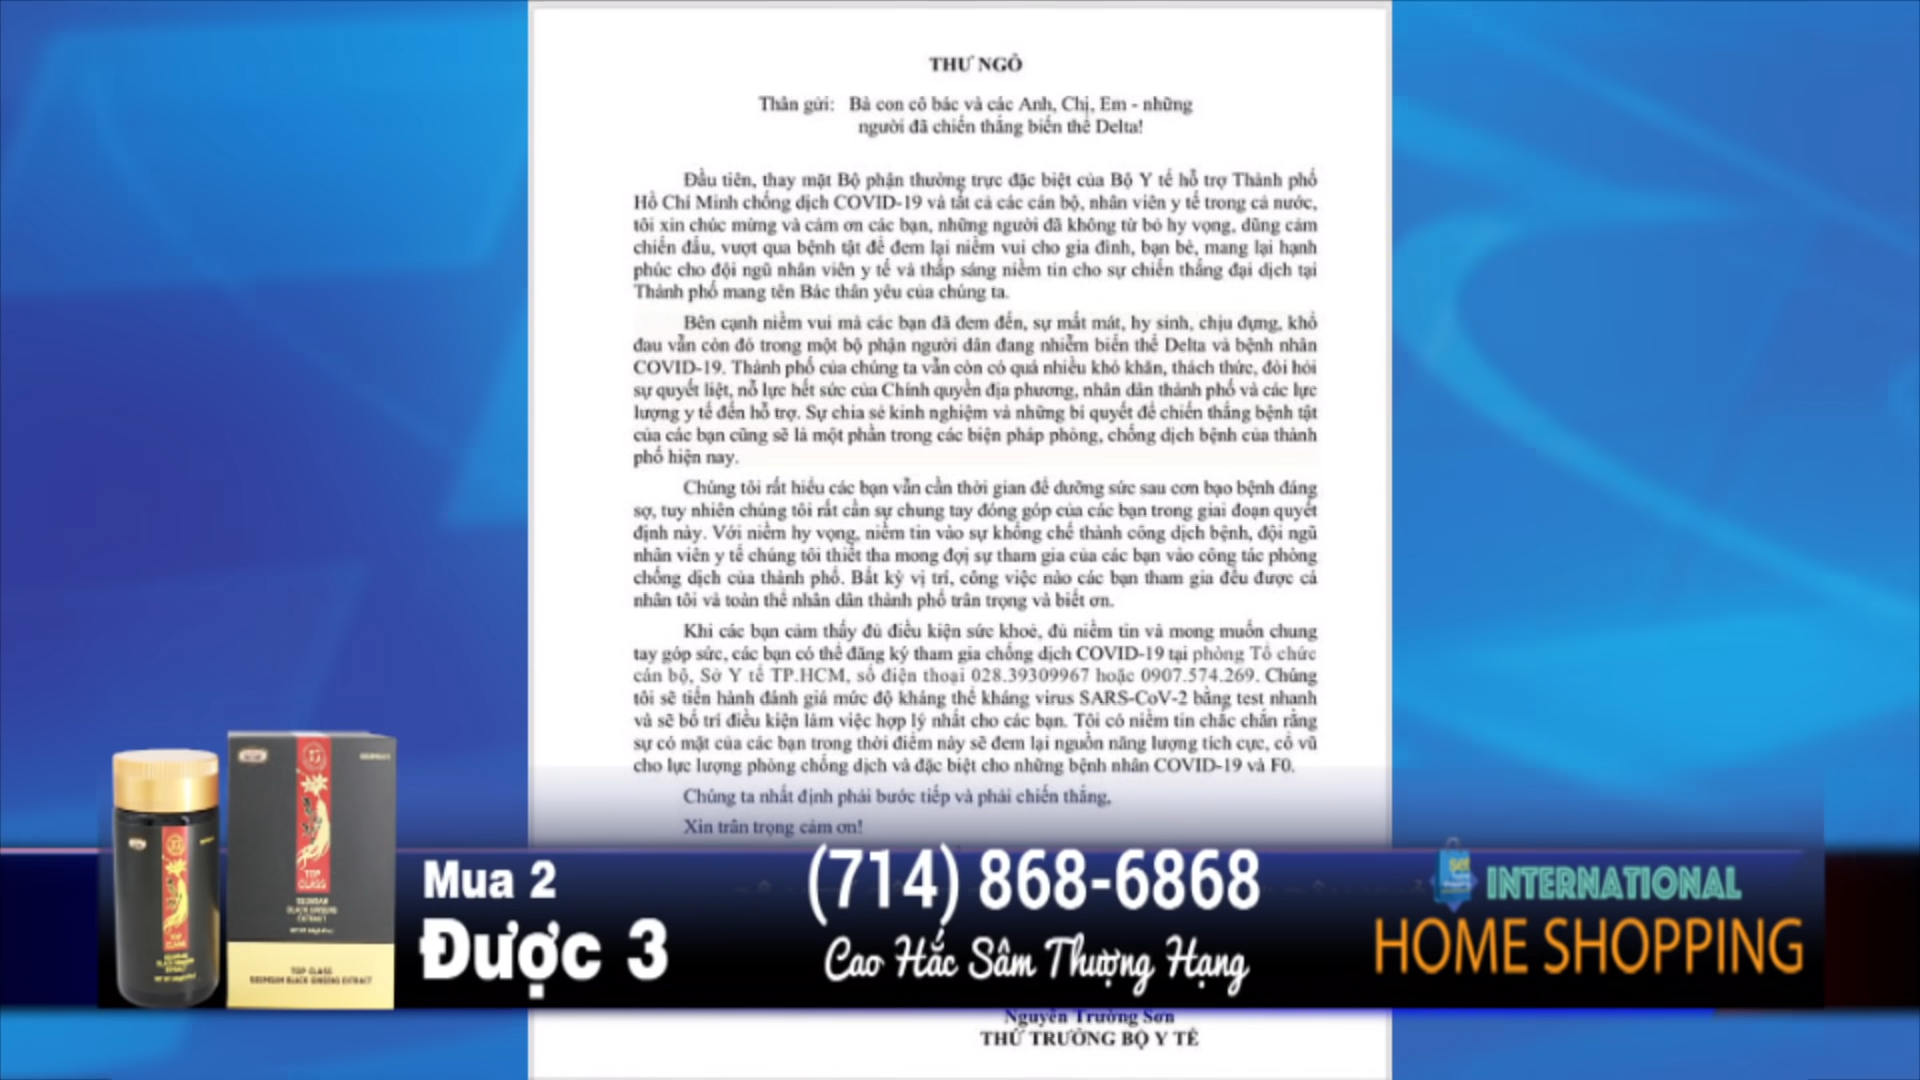 THƯ NGỎ
Thân gửi: Bà con cô bác và các Anh, Chị, Em - những
người đã chiến thắng biến thể Delta!
Đầu tiên, thay mặt Bộ phận thường trực đặc biệt của Bộ Y tế hỗ trợ Thành phố
Hồ Chí Minh chống dịch COVID-19 và tất cả các cán bộ, nhân viên y tế trong cả nước,
tôi xin chúc mừng và cảm ơn các bạn, những người đã không từ bỏ hy vọng, dũng cảm
chiến đấu, vượt qua bệnh tật để đem lại niềm vui cho gia đình, bạn bè, mang lại hạnh
phúc cho đội ngũ nhân viên y tế và thắp sáng niềm tin cho sự chiến thắng đại dịch tại
Thành phố mang tên Bác thân yêu của chúng ta.
Bên cạnh niềm vui mà các bạn đã đem đến, sự mất mát, hy sinh, chịu đựng, khổ
đau vẫn còn đó trong một bộ phận người dân đang nhiễm biến thể Delta và bệnh nhân
COVID-19. Thành phố của chúng ta vẫn còn có quá nhiều khó khăn, thách thức, đòi hỏi
sự quyết liệt, nỗ lực hết sức của Chính quyền địa phương, nhân dân thành phố và các lực
lượng y tế đến hỗ trợ. Sự chia sẻ kinh nghiệm và những bí quyết để chiến thắng bệnh tật
của các bạn cũng sẽ là một phần trong các biện pháp phòng, chống dịch bệnh của thành
phố hiện nay.
Chúng tôi rất hiểu các bạn vẫn cần thời gian để dưỡng sức sau cơn bạo bệnh đáng
sợ, tuy nhiên chúng tôi rất cần sự chung tay đóng góp của các bạn trong giai đoạn quyết
định này. Với niềm hy vọng, niềm tin vào sự khống chế thành công dịch bệnh, đội ngũ
nhân viên y tế chúng tôi thiết tha mong đợi sự tham gia của các bạn vào công tác phòng
chống dịch của thành phố. Bất kỳ vị trí, công việc nào các bạn tham gia đều được cá
nhân tôi và toàn thể nhân dân thành phố trân trọng và biết ơn.
Khi các bạn cảm thấy đủ điều kiện sức khoẻ, đủ niềm tin và mong muốn chung
tay góp sức, các bạn có thể đăng ký tham gia chống dịch COVID-19 tại phòng Tổ chức
cán bộ, Sở Y tế TP.HCM, số điện thoại 028.39309967 hoặc 0907.574.269. Chúng
tôi sẽ tiến hành đánh giá mức độ kháng thể kháng virus SARS-CoV-2 bằng test nhanh
và sẽ bố trí điều kiện làm việc hợp lý nhất cho các bạn. Tôi có niềm tin chắc chắn rằng
sự có mặt của các bạn trong thời điểm này sẽ đem lại nguồn năng lượng tích cực, cổ vũ
cho lực lượng phòng chống dịch và đặc biệt cho những bệnh nhân COVID-19 và F0.
Chúng ta nhất định phải bước tiếp và phải chiến thắng.
Xin trân trọng cảm ơn!
Nguyễn Trường Sơn
THỨ TRƯỞNG BỘ Y TẾ
Mua 2
Được 3
(714) 868-6868
Cao Hắc Sâm Thượng Hạng
INTERNATIONAL
HOME SHOPPING
TOP
CLASS
GEUMSAN
BLACK GINSENG
EXTRACT
TOP CLASS
GEUMSAN BLACK GINSENG EXTRACT